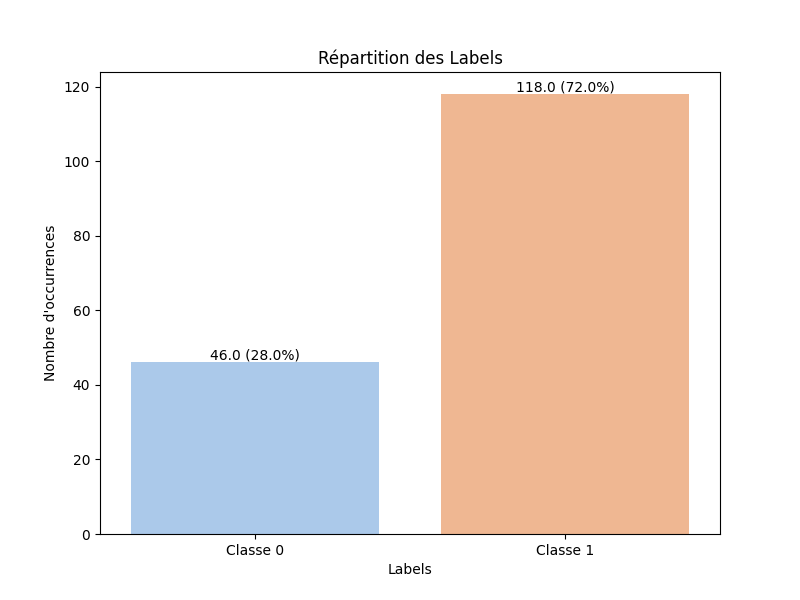 Répartition des Labels
120
118.0 (72.0%)
100
Nombre d'occurrences
80
60
46.0 (28.0%)
40
20
0
Classe 0
Classe 1
Labels